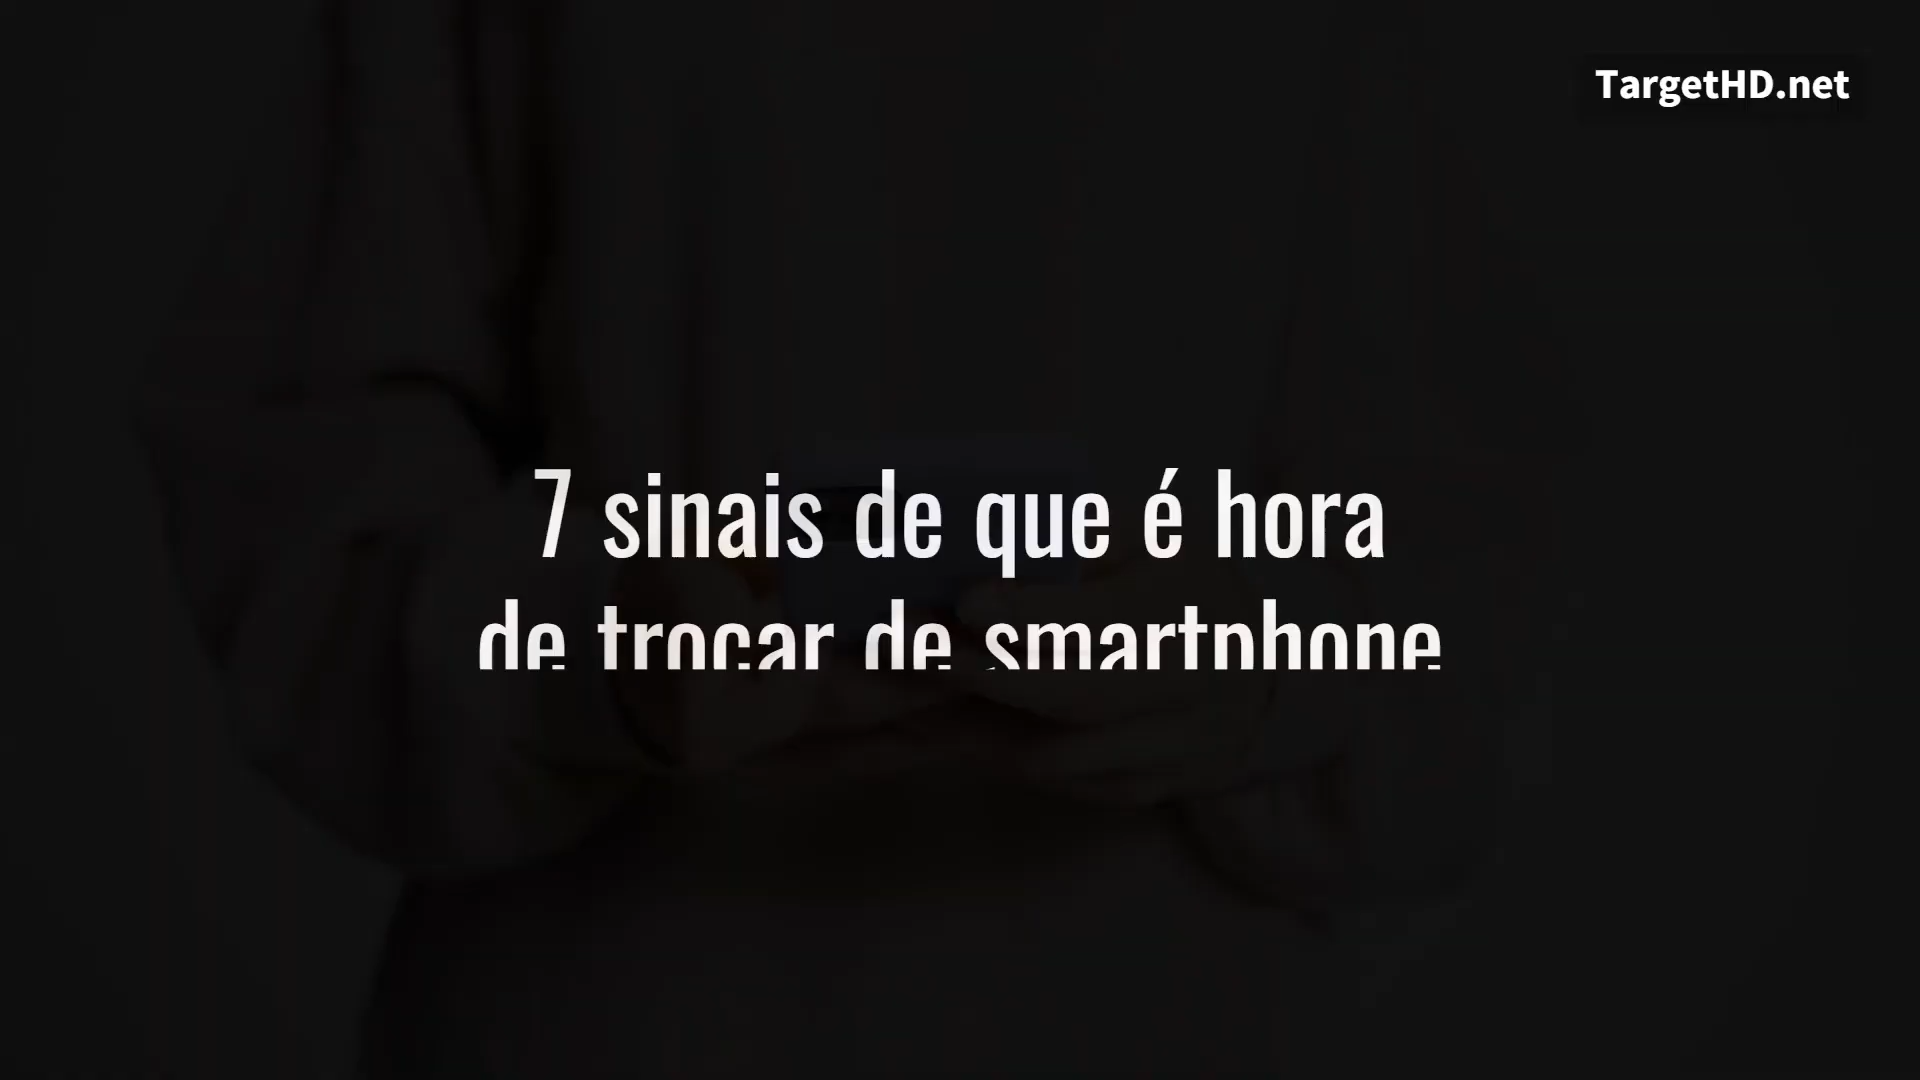 TargetHD.net
7 sinais de que é hora
de trocar de smartphone